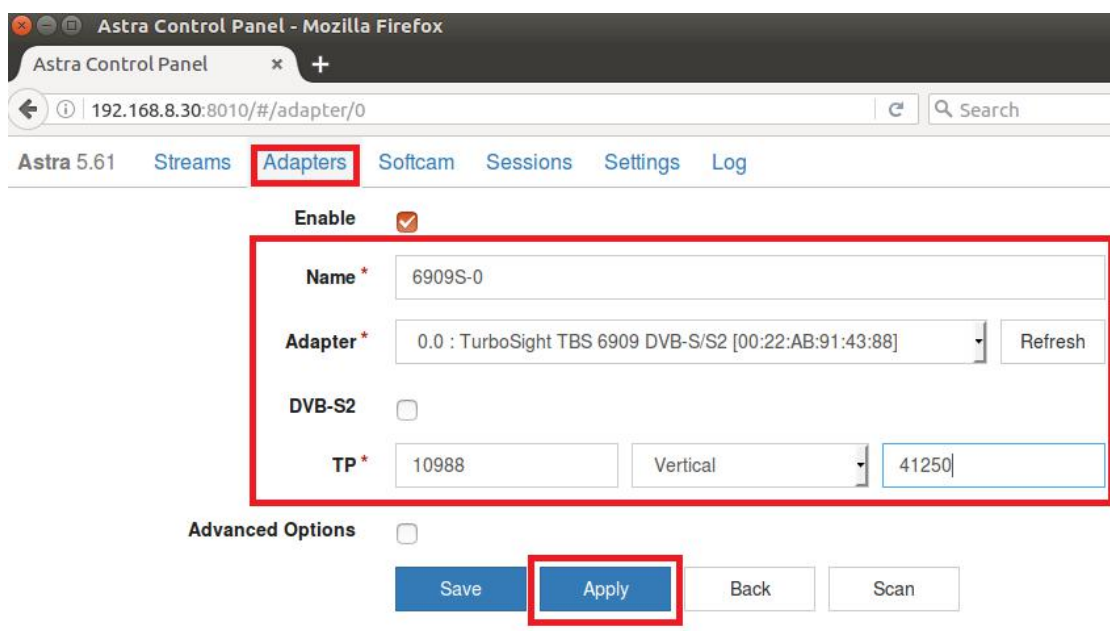 Astra Control Panel - Mozilla Firefox
Astra Control Panel × +
192.168.8.30:8010/#/adapter/0 Search
Astra 5.61 Streams Adapters Softcam Sessions Settings Log
Enable
Name * 6909S-0
Adapter * 0.0 : TurboSight TBS 6909 DVB-S/S2 [00:22:AB:91:43:88] Refresh
DVB-S2
TP * 10988 Vertical 41250
Advanced Options
Save Apply Back Scan